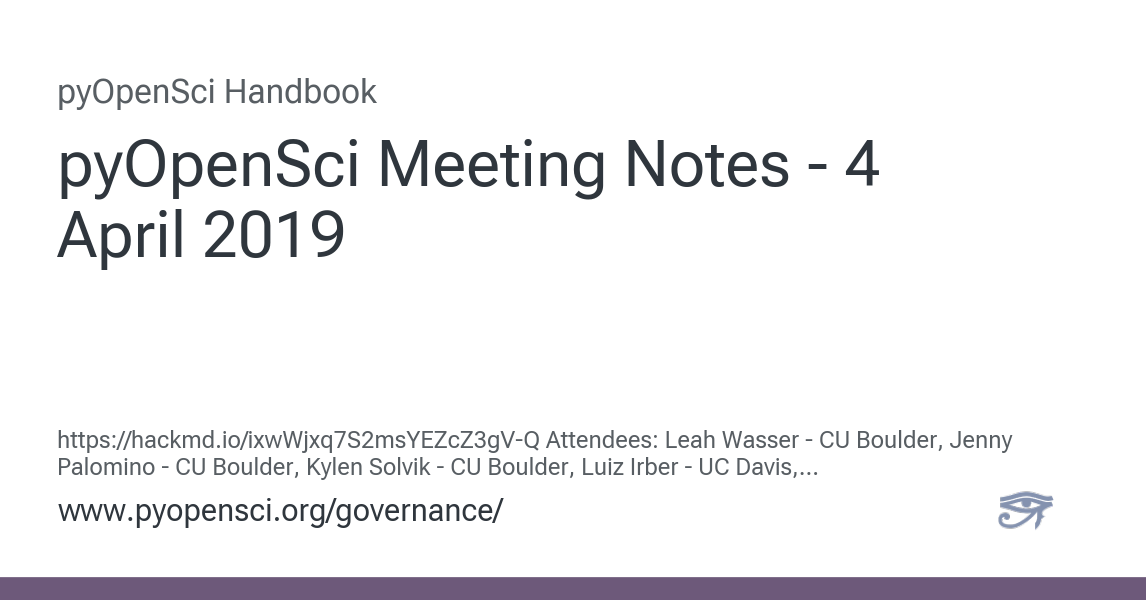 pyOpenSci Handbook
pyOpenSci Meeting Notes - 4
April 2019
https://hackmd.io/ixwWjxq7S2msYEZcZ3gV-Q Attendees: Leah Wasser - CU Boulder, Jenny
Palomino - CU Boulder, Kylen Solvik - CU Boulder, Luiz Irber - UC Davis,...
www.pyopensci.org/governance/